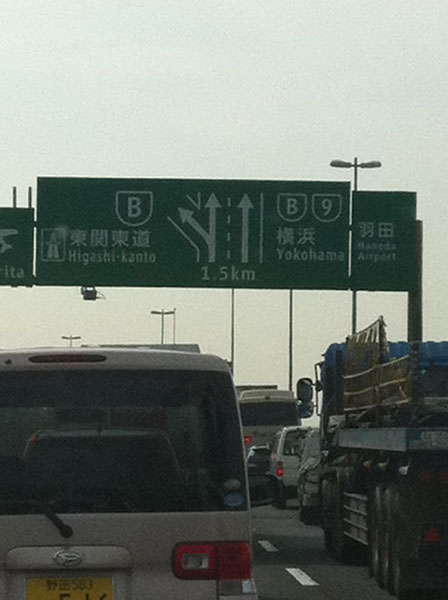 rita
B
東関東道
Higashi-kanto
1.5km
B 9
横浜
Yokohama
羽田
Haneda
Airport
野田583